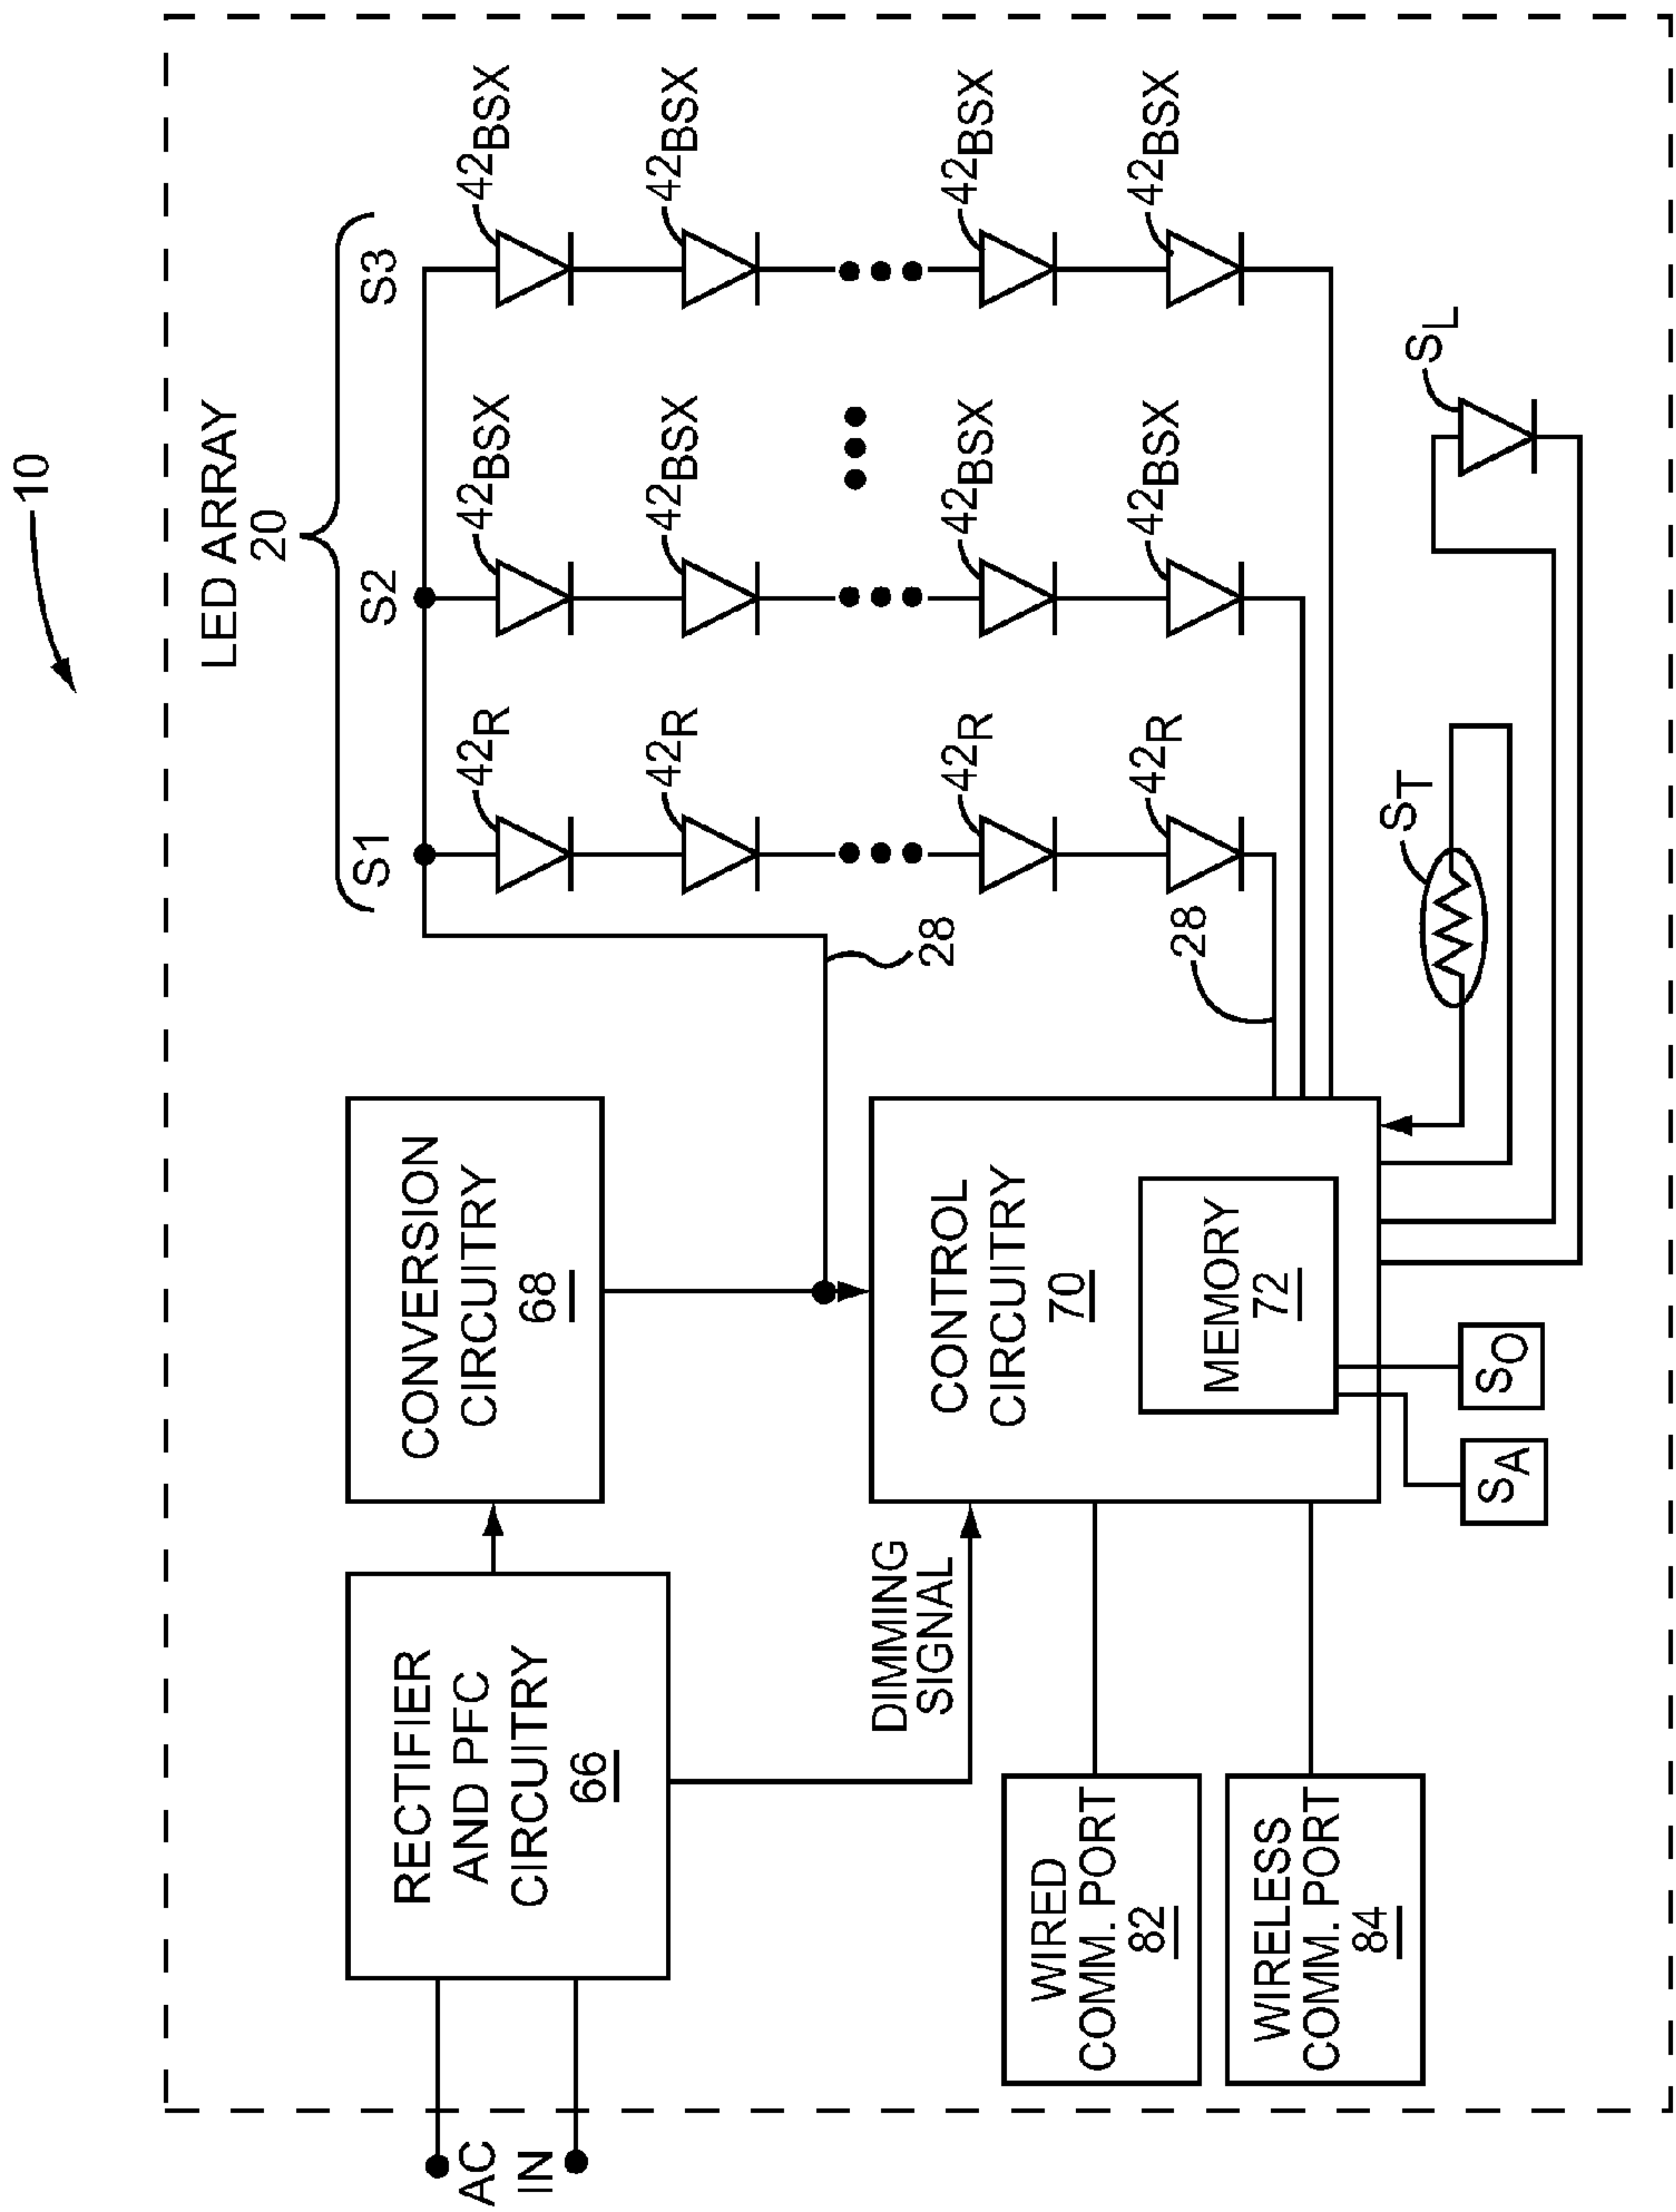 10
LED ARRAY
20
S1
S2
S3
42R
42BSX
42BSX
42R
42BSX
42BSX
42R
42BSX
42BSX
42R
42BSX
42BSX
28
28
AC
IN
RECTIFIER
AND PFC
CIRCUITRY
66
CONVERSION
CIRCUITRY
68
DIMMING
SIGNAL
CONTROL
CIRCUITRY
70
MEMORY
72
WIRED
COMM. PORT
82
WIRELESS
COMM. PORT
84
SA
SO
ST
SL